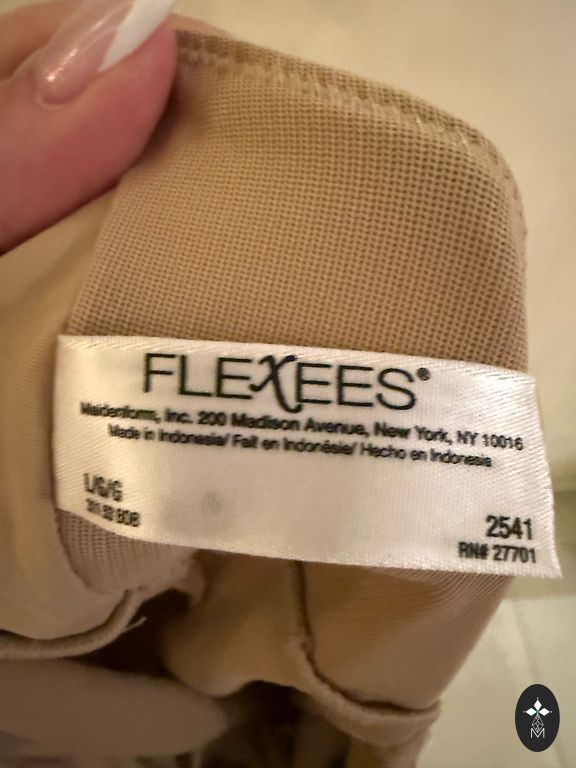 FLEXEES®
Maidenform, Inc. 200 Madison Avenue, New York, NY 10016
Made in Indonesia/ Fait en Indonésie/ Hecho en Indonesia
L/G/G
2541
RN# 27701
M